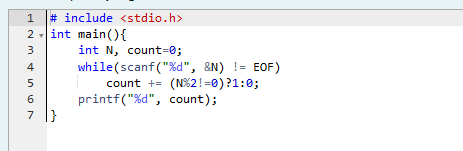 1 # include <stdio.h>
2 int main(){
3 int N, count=0;
4 while(scanf("%d", &N) != EOF)
5 count += (N%2!=0)?1:0;
6 printf("%d", count);
7 }